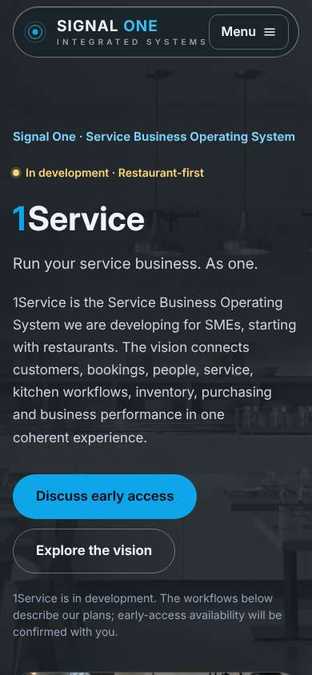 SIGNAL ONE
INTEGRATED SYSTEMS
Menu
Signal One · Service Business Operating System
In development · Restaurant-first
1Service
Run your service business. As one.
1Service is the Service Business Operating
System we are developing for SMEs, starting
with restaurants. The vision connects
customers, bookings, people, service,
kitchen workflows, inventory, purchasing
and business performance in one
coherent experience.
Discuss early access
Explore the vision
1Service is in development. The workflows below
describe our plans; early-access availability will be
confirmed with you.